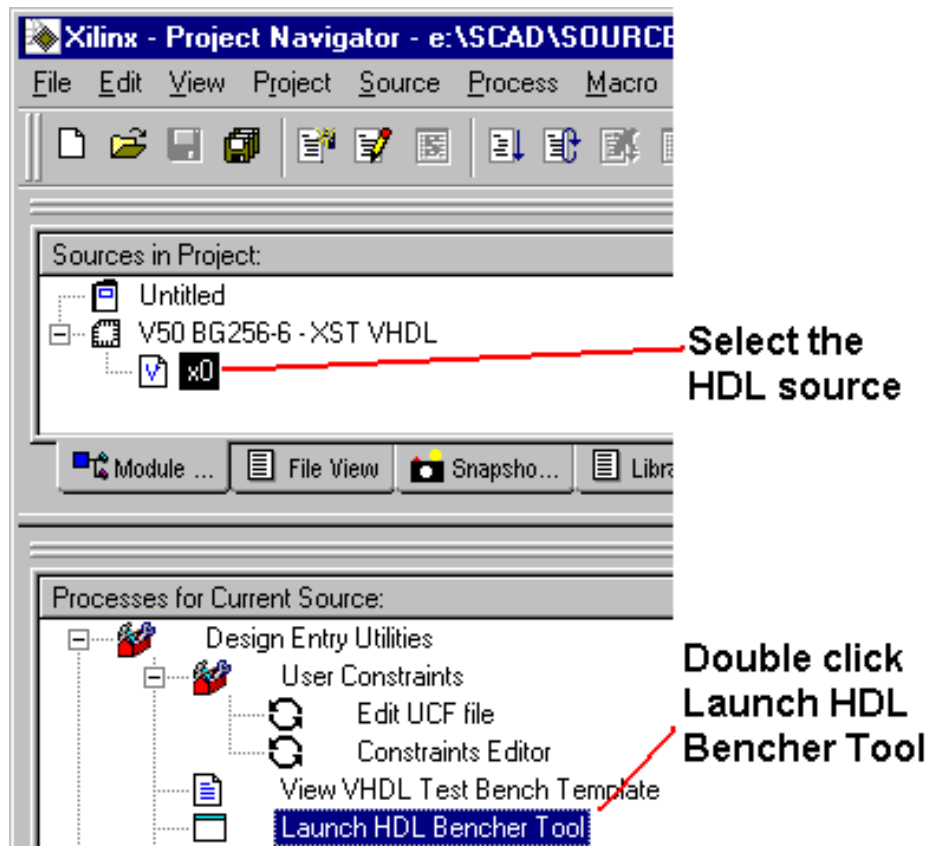 Xilinx - Project Navigator - e:\SCAD\SOURCE
File Edit View Project Source Process Macro
Sources in Project:
Untitled
V50 BG256-6 - XST VHDL
x0
Select the
HDL source
Module ... File View Snapsho... Libra
Processes for Current Source:
Design Entry Utilities
User Constraints
Edit UCF file
Constraints Editor
View VHDL Test Bench Template
Launch HDL Bencher Tool
Double click
Launch HDL
Bencher Tool